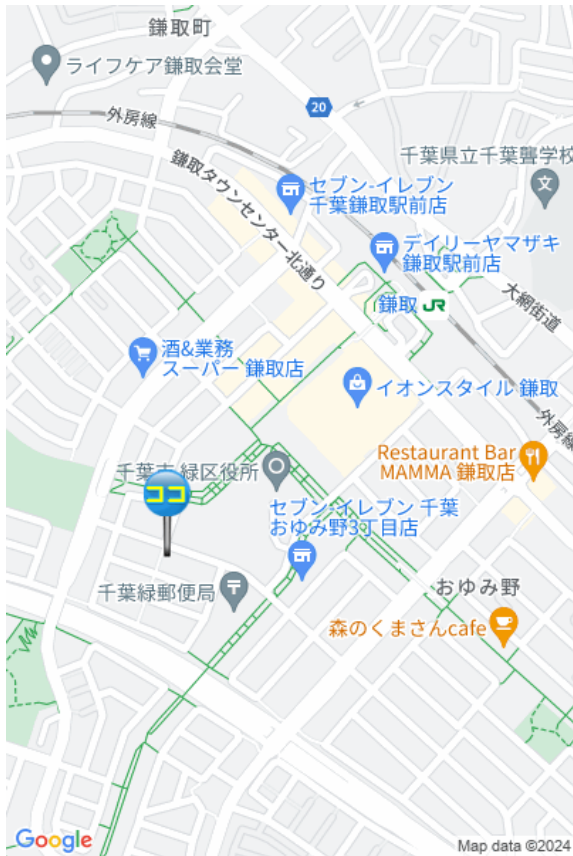 鎌取町
ライフケア鎌取会堂
外房線
20
千葉県立千葉聾学校
文
鎌取タウンセンター北通り
セブン-イレブン
千葉鎌取駅前店
デイリーヤマザキ
鎌取駅前店
大網街道
鎌取 JR
酒&業務
スーパー 鎌取店
イオンスタイル 鎌取
外房線
Restaurant Bar
MAMMA 鎌取店
千葉市 緑区役所
ココ
セブン-イレブン 千葉
おゆみ野3丁目店
千葉緑郵便局
おゆみ野
森のくまさんcafe
Google
Map data ©2024